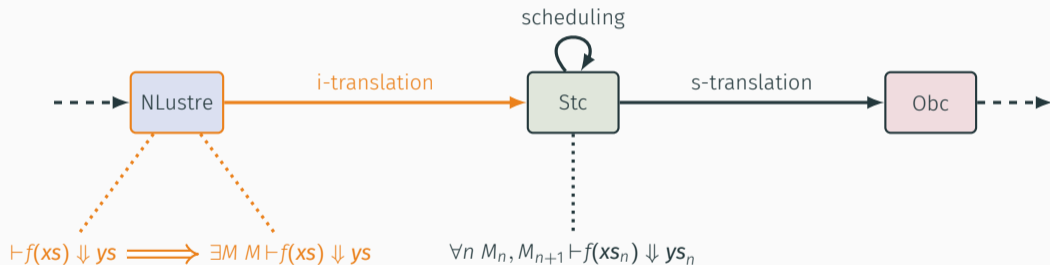 scheduling
i-translation s-translation
NLustre Stc Obc
⊢f(xs) ⇓ ys ⟹ ∃M M ⊢f(xs) ⇓ ys ∀n Mₙ, Mₙ₊₁ ⊢f(xsₙ) ⇓ ysₙ